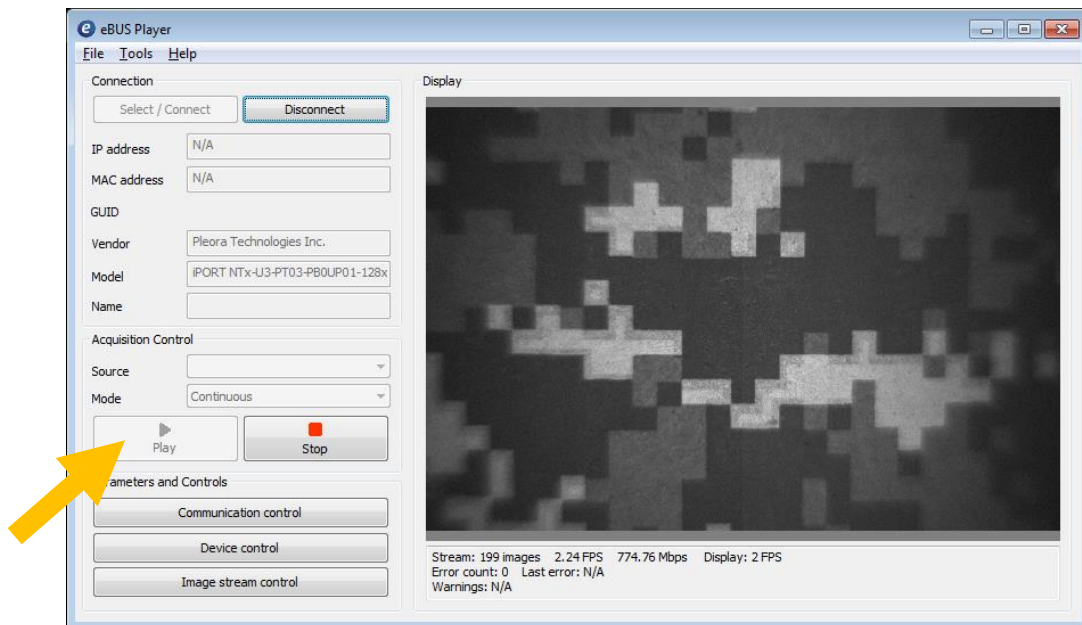 eBUS Player
File Tools Help
Connection
Select / Connect Disconnect
IP address N/A
MAC address N/A
GUID
Vendor Pleora Technologies Inc.
Model iPORT NTx-U3-PT03-PB0UP01-128x
Name
Acquisition Control
Source
Mode Continuous
Play Stop
rameters and Controls
Communication control
Device control
Image stream control
Display
Stream: 199 images 2.24 FPS 774.76 Mbps Display: 2 FPS
Error count: 0 Last error: N/A
Warnings: N/A